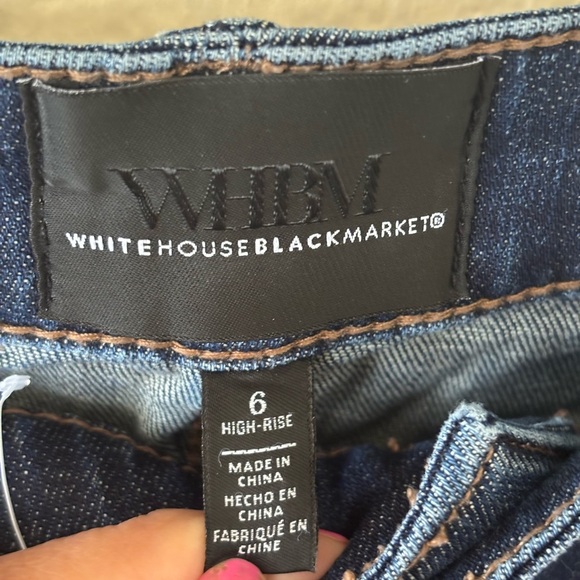 WHBM
WHITEHOUSEBLACKMARKET®
6
HIGH-RISE
MADE IN
CHINA
HECHO EN
CHINA
FABRIQUÉ EN
CHINE